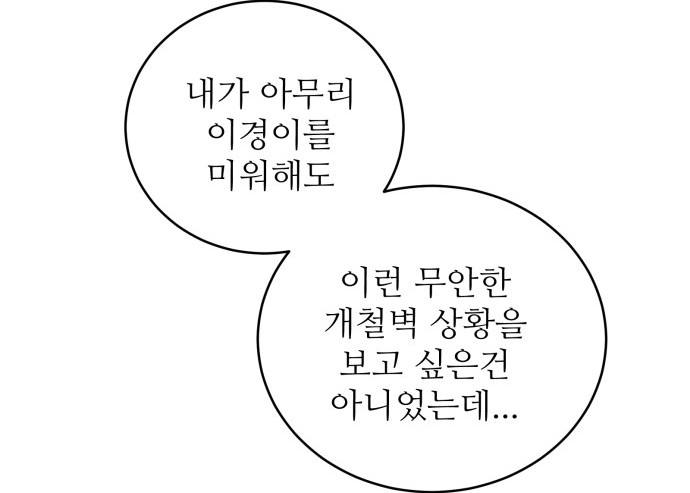 내가 아무리
이경이를
미워해도
이런 무안한
개철벽 상황을
보고 싶은건
아니었는데...